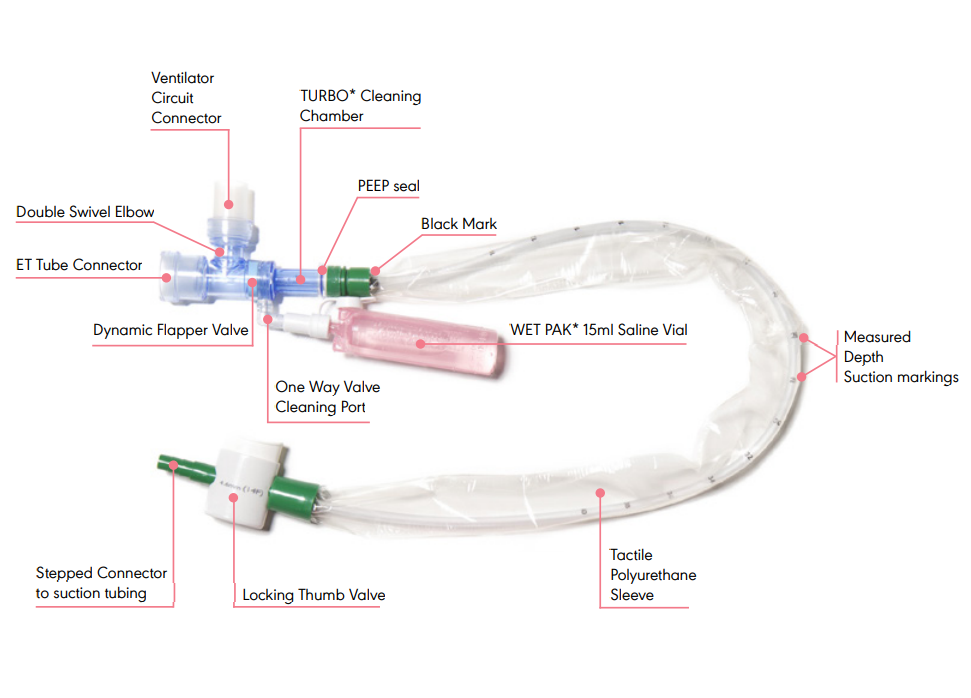 Ventilator
Circuit
Connector
TURBO* Cleaning
Chamber
PEEP seal
Double Swivel Elbow
Black Mark
ET Tube Connector
Dynamic Flapper Valve
WET PAK* 15ml Saline Vial
Measured
Depth
Suction markings
One Way Valve
Cleaning Port
Stepped Connector
to suction tubing
Locking Thumb Valve
Tactile
Polyurethane
Sleeve